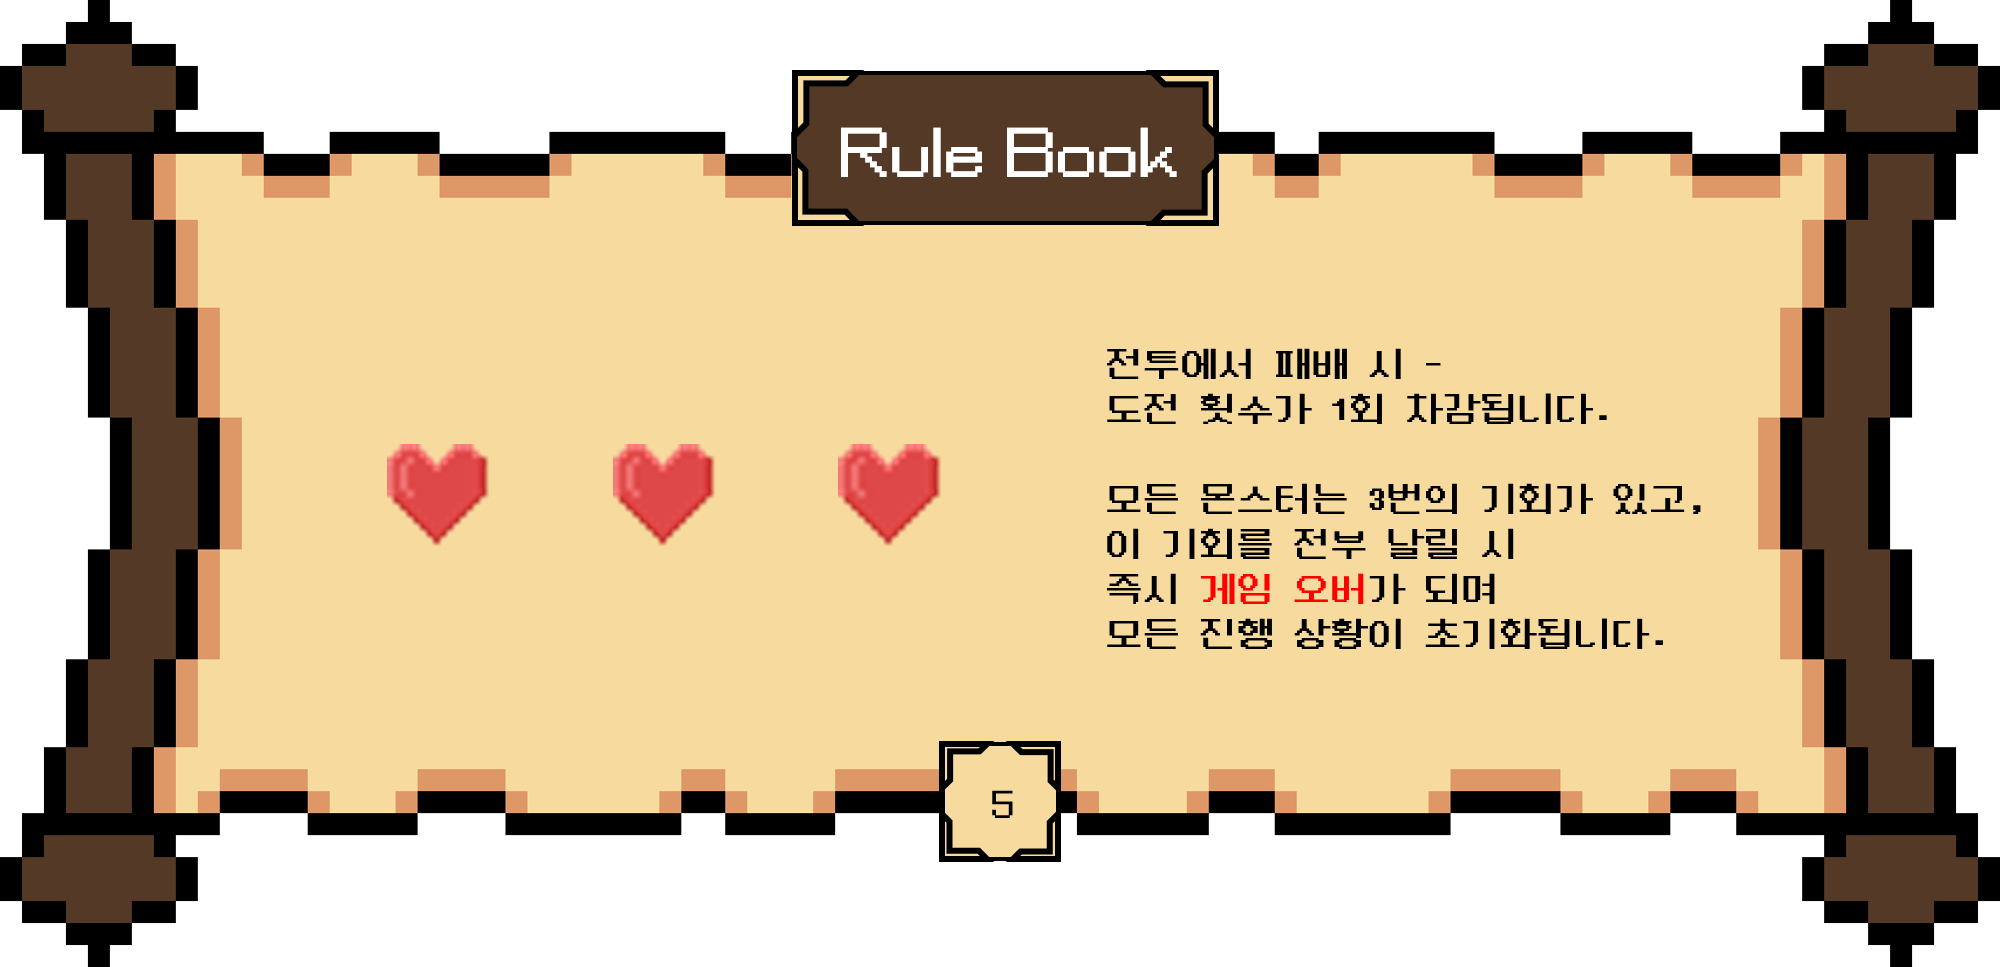 Rule Book
전투에서 패배 시 -
도전 횟수가 1회 차감됩니다.
모든 몬스터는 3번의 기회가 있고,
이 기회를 전부 날릴 시
즉시 게임 오버가 되며
모든 진행 상황이 초기화됩니다.
5